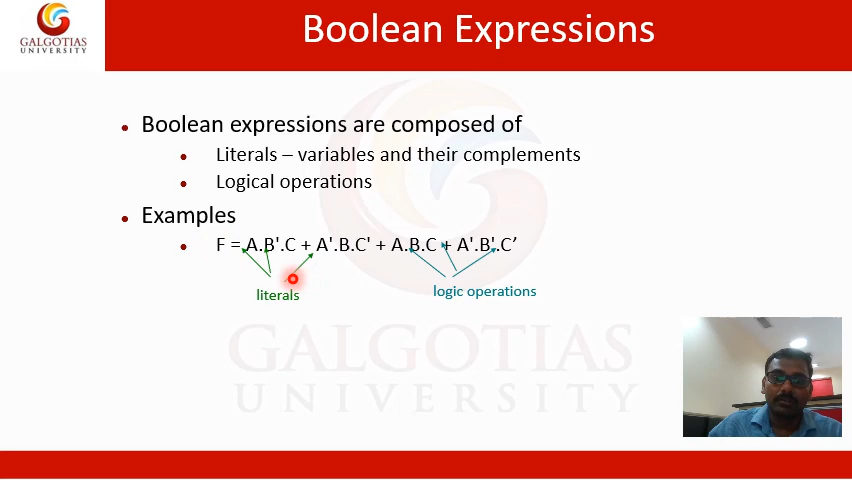 GALGOTIAS
UNIVERSITY
Boolean Expressions
• Boolean expressions are composed of
• Literals – variables and their complements
• Logical operations
• Examples
• F = A.B'.C + A'.B.C' + A.B.C + A'.B'.C’
literals
logic operations
GALGOTIAS
UNIVERSITY